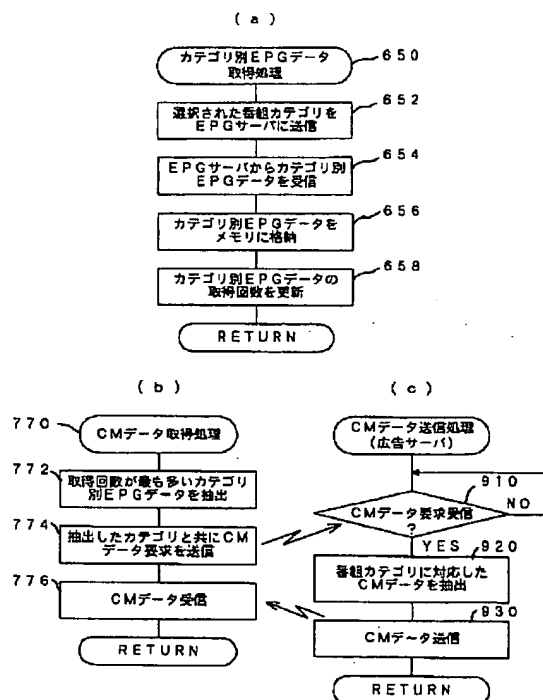 ( a )
カテゴリ別EPGデータ
取得処理
650
選択された番組カテゴリを
EPGサーバに送信
652
EPGサーバからカテゴリ別
EPGデータを受信
654
カテゴリ別EPGデータを
メモリに格納
656
カテゴリ別EPGデータの
取得回数を更新
658
RETURN
( b )
770
CMデータ取得処理
772
取得回数が最も多いカテゴリ
別EPGデータを抽出
774
抽出したカテゴリと共にCM
データ要求を送信
776
CMデータ受信
RETURN
( c )
CMデータ送信処理
(広告サーバ)
910
CMデータ要求受信
?
NO
YES
920
番組カテゴリに対応した
CMデータを抽出
930
CMデータ送信
RETURN